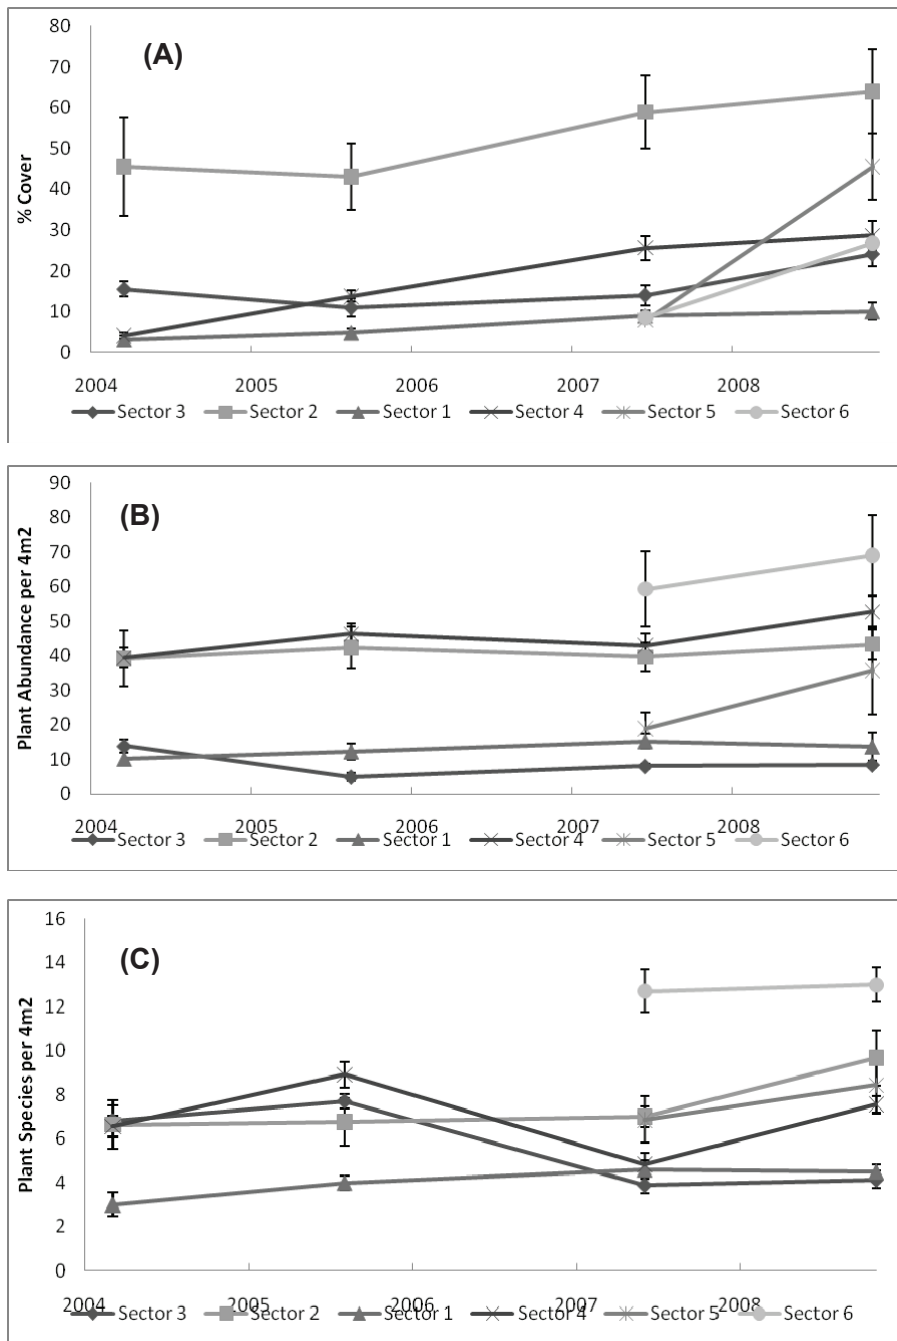 80
(A)
70
60
50
40
30
20
10
0
% Cover
2004 2005 2006 2007 2008
Sector 3 Sector 2 Sector 1 Sector 4 Sector 5 Sector 6
90
(B)
80
70
60
50
40
30
20
10
0
Plant Abundance per 4m2
2004 2005 2006 2007 2008
Sector 3 Sector 2 Sector 1 Sector 4 Sector 5 Sector 6
16
(C)
14
12
10
8
6
4
2
0
Plant Species per 4m2
2004 2005 2006 2007 2008
Sector 3 Sector 2 Sector 1 Sector 4 Sector 5 Sector 6